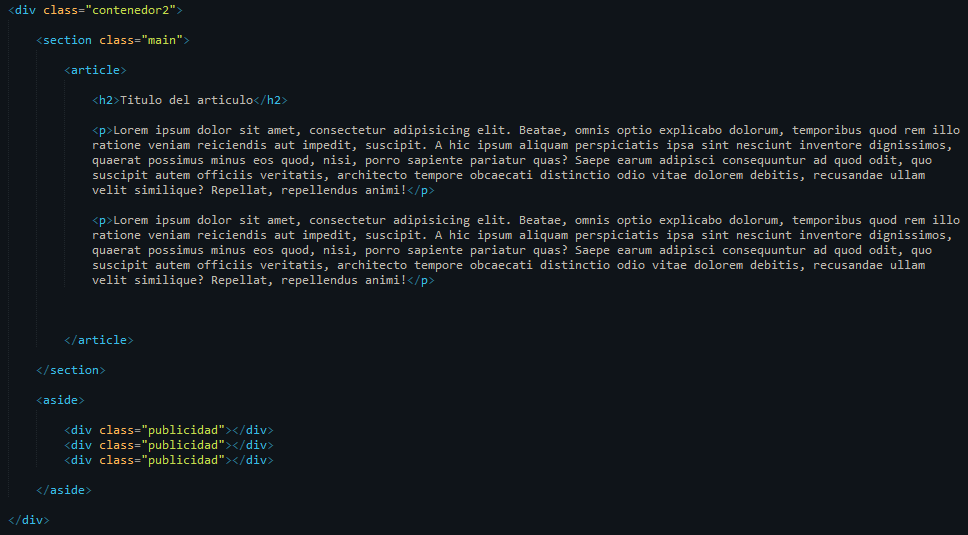 <div class="contenedor2">
<section class="main">
<article>
<h2>Titulo del articulo</h2>
<p>Lorem ipsum dolor sit amet, consectetur adipisicing elit. Beatae, omnis optio explicabo dolorum, temporibus quod rem illo
ratione veniam reiciendis aut impedit, suscipit. A hic ipsum aliquam perspiciatis ipsa sint nesciunt inventore dignissimos,
quaerat possimus minus eos quod, nisi, porro sapiente pariatur quas? Saepe earum adipisci consequuntur ad quod odit, quo
suscipit autem officiis veritatis, architecto tempore obcaecati distinctio odio vitae dolorem debitis, recusandae ullam
velit similique? Repellat, repellendus animi!</p>
<p>Lorem ipsum dolor sit amet, consectetur adipisicing elit. Beatae, omnis optio explicabo dolorum, temporibus quod rem illo
ratione veniam reiciendis aut impedit, suscipit. A hic ipsum aliquam perspiciatis ipsa sint nesciunt inventore dignissimos,
quaerat possimus minus eos quod, nisi, porro sapiente pariatur quas? Saepe earum adipisci consequuntur ad quod odit, quo
suscipit autem officiis veritatis, architecto tempore obcaecati distinctio odio vitae dolorem debitis, recusandae ullam
velit similique? Repellat, repellendus animi!</p>
</article>
</section>
<aside>
<div class="publicidad"></div>
<div class="publicidad"></div>
<div class="publicidad"></div>
</aside>
</div>